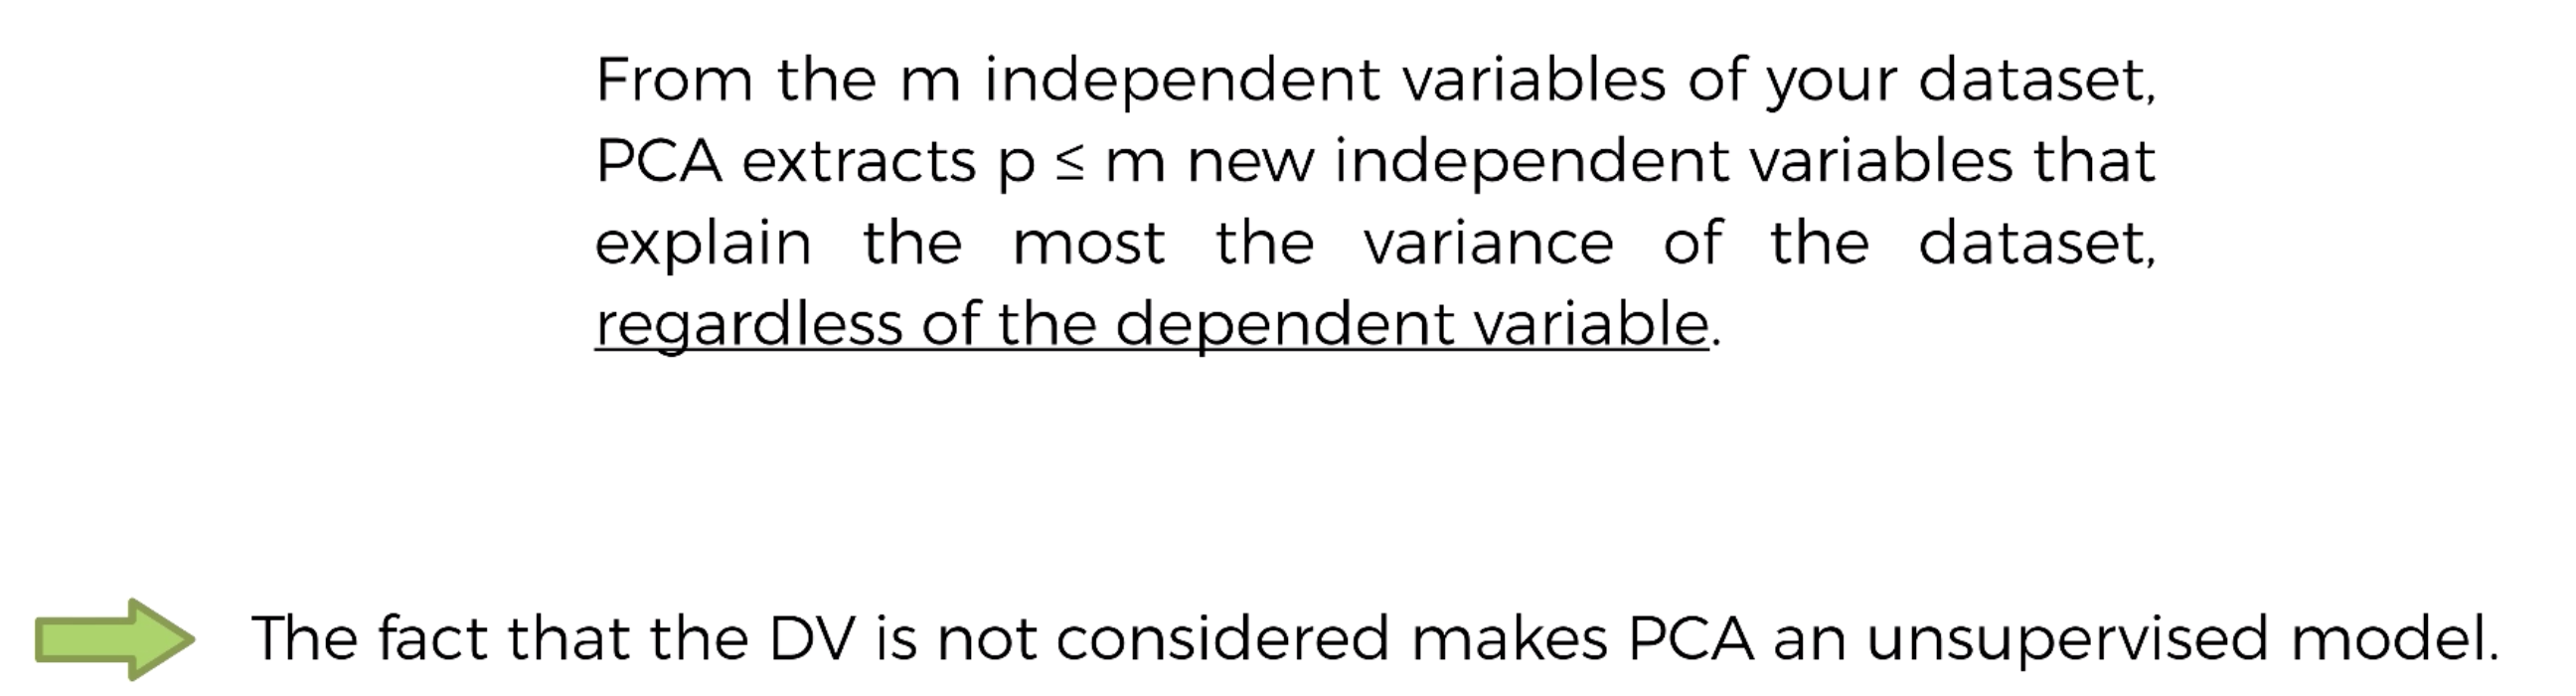 From the m independent variables of your dataset,
PCA extracts p ≤ m new independent variables that
explain the most the variance of the dataset,
regardless of the dependent variable.
The fact that the DV is not considered makes PCA an unsupervised model.